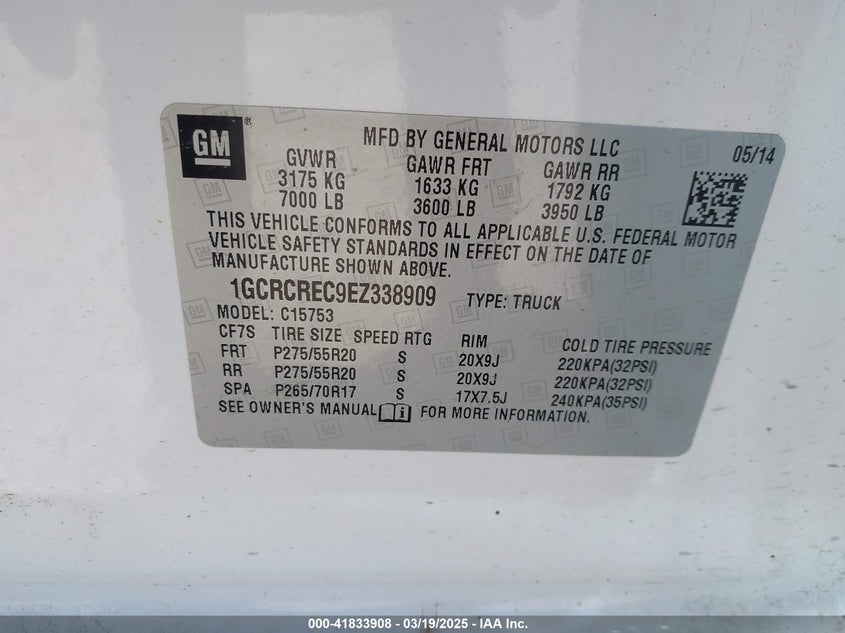 GM®
MFD BY GENERAL MOTORS LLC 05/14
GVWR GAWR FRT GAWR RR
3175 KG 1633 KG 1792 KG
7000 LB 3600 LB 3950 LB
THIS VEHICLE CONFORMS TO ALL APPLICABLE U.S. FEDERAL MOTOR
VEHICLE SAFETY STANDARDS IN EFFECT ON THE DATE OF
MANUFACTURE SHOWN ABOVE.
1GCRCREC9EZ338909 TYPE: TRUCK
MODEL: C15753
CF7S TIRE SIZE SPEED RTG RIM COLD TIRE PRESSURE
FRT P275/55R20 S 20X9J 220KPA(32PSI)
RR P275/55R20 S 20X9J 220KPA(32PSI)
SPA P265/70R17 S 17X7.5J 240KPA(35PSI)
SEE OWNER'S MANUAL FOR MORE INFORMATION.
000-41833908 - 03/19/2025 - IAA Inc.